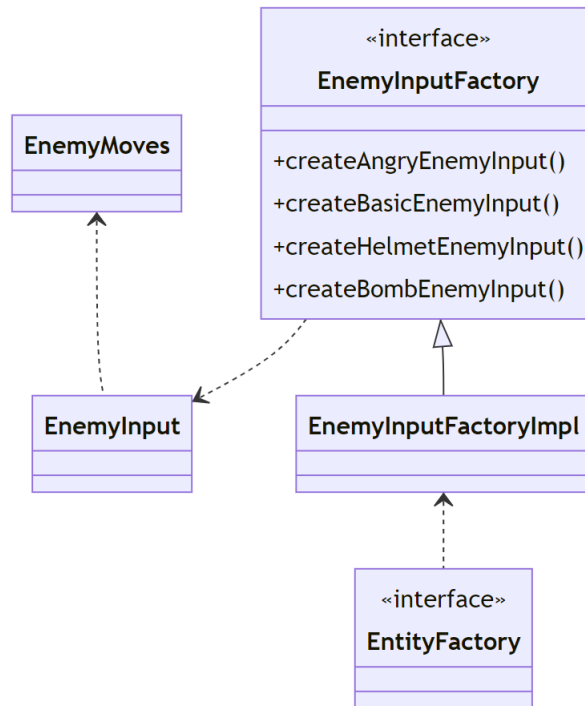 «interface»
EnemyInputFactory
+createAngryEnemyInput()
+createBasicEnemyInput()
+createHelmetEnemyInput()
+createBombEnemyInput()
EnemyMoves
EnemyInput
EnemyInputFactoryImpl
«interface»
EntityFactory